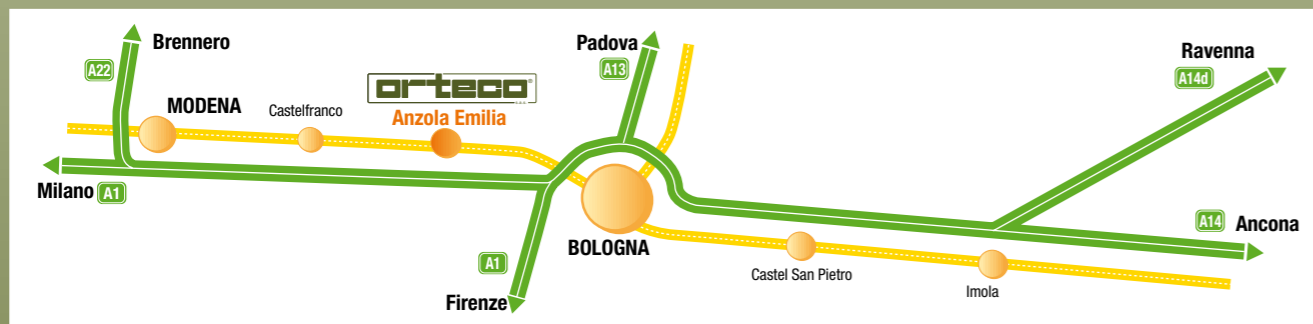 Brennero
A22
MODENA
Castelfranco
orteco®
Anzola Emilia
Padova
A13
Ravenna
A14d
Milano A1
A1
Firenze
BOLOGNA
Castel San Pietro
Imola
A14
Ancona